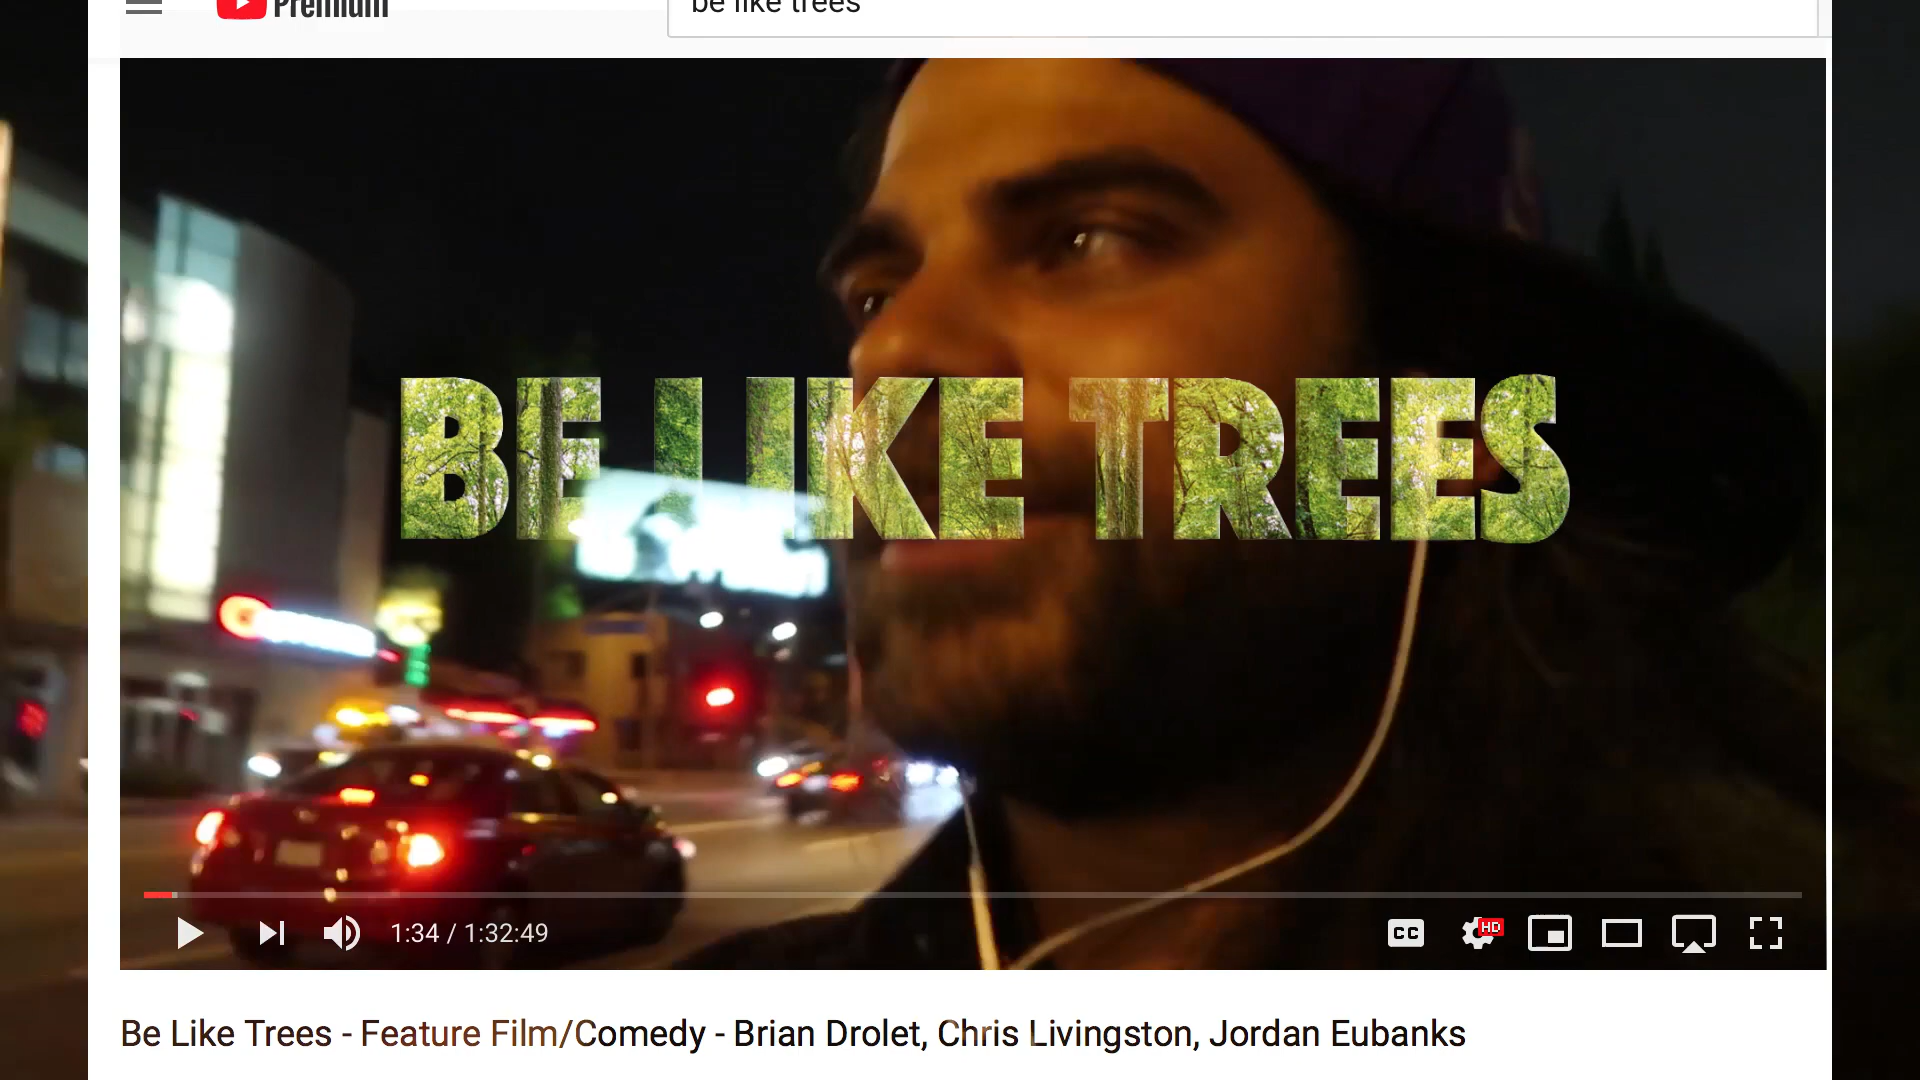 Premium
be like trees
BE LIKE TREES
1:34 / 1:32:49
CC
HD
Be Like Trees - Feature Film/Comedy - Brian Drolet, Chris Livingston, Jordan Eubanks